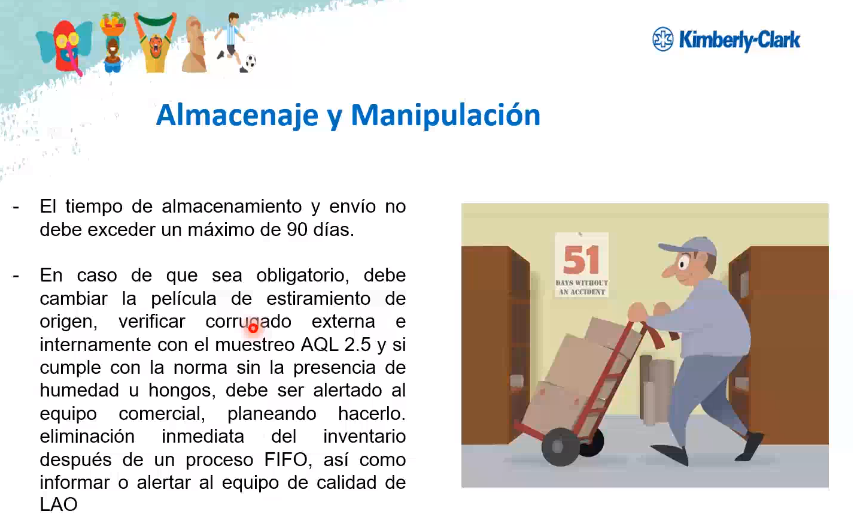 Kimberly-Clark
Almacenaje y Manipulación
- El tiempo de almacenamiento y envío no
debe exceder un máximo de 90 días.
- En caso de que sea obligatorio, debe
cambiar la película de estiramiento de
origen, verificar corrugado externa e
internamente con el muestreo AQL 2.5 y si
cumple con la norma sin la presencia de
humedad u hongos, debe ser alertado al
equipo comercial, planeando hacerlo.
eliminación inmediata del inventario
después de un proceso FIFO, así como
informar o alertar al equipo de calidad de
LAO
51
DAYS WITHOUT
AN ACCIDENT